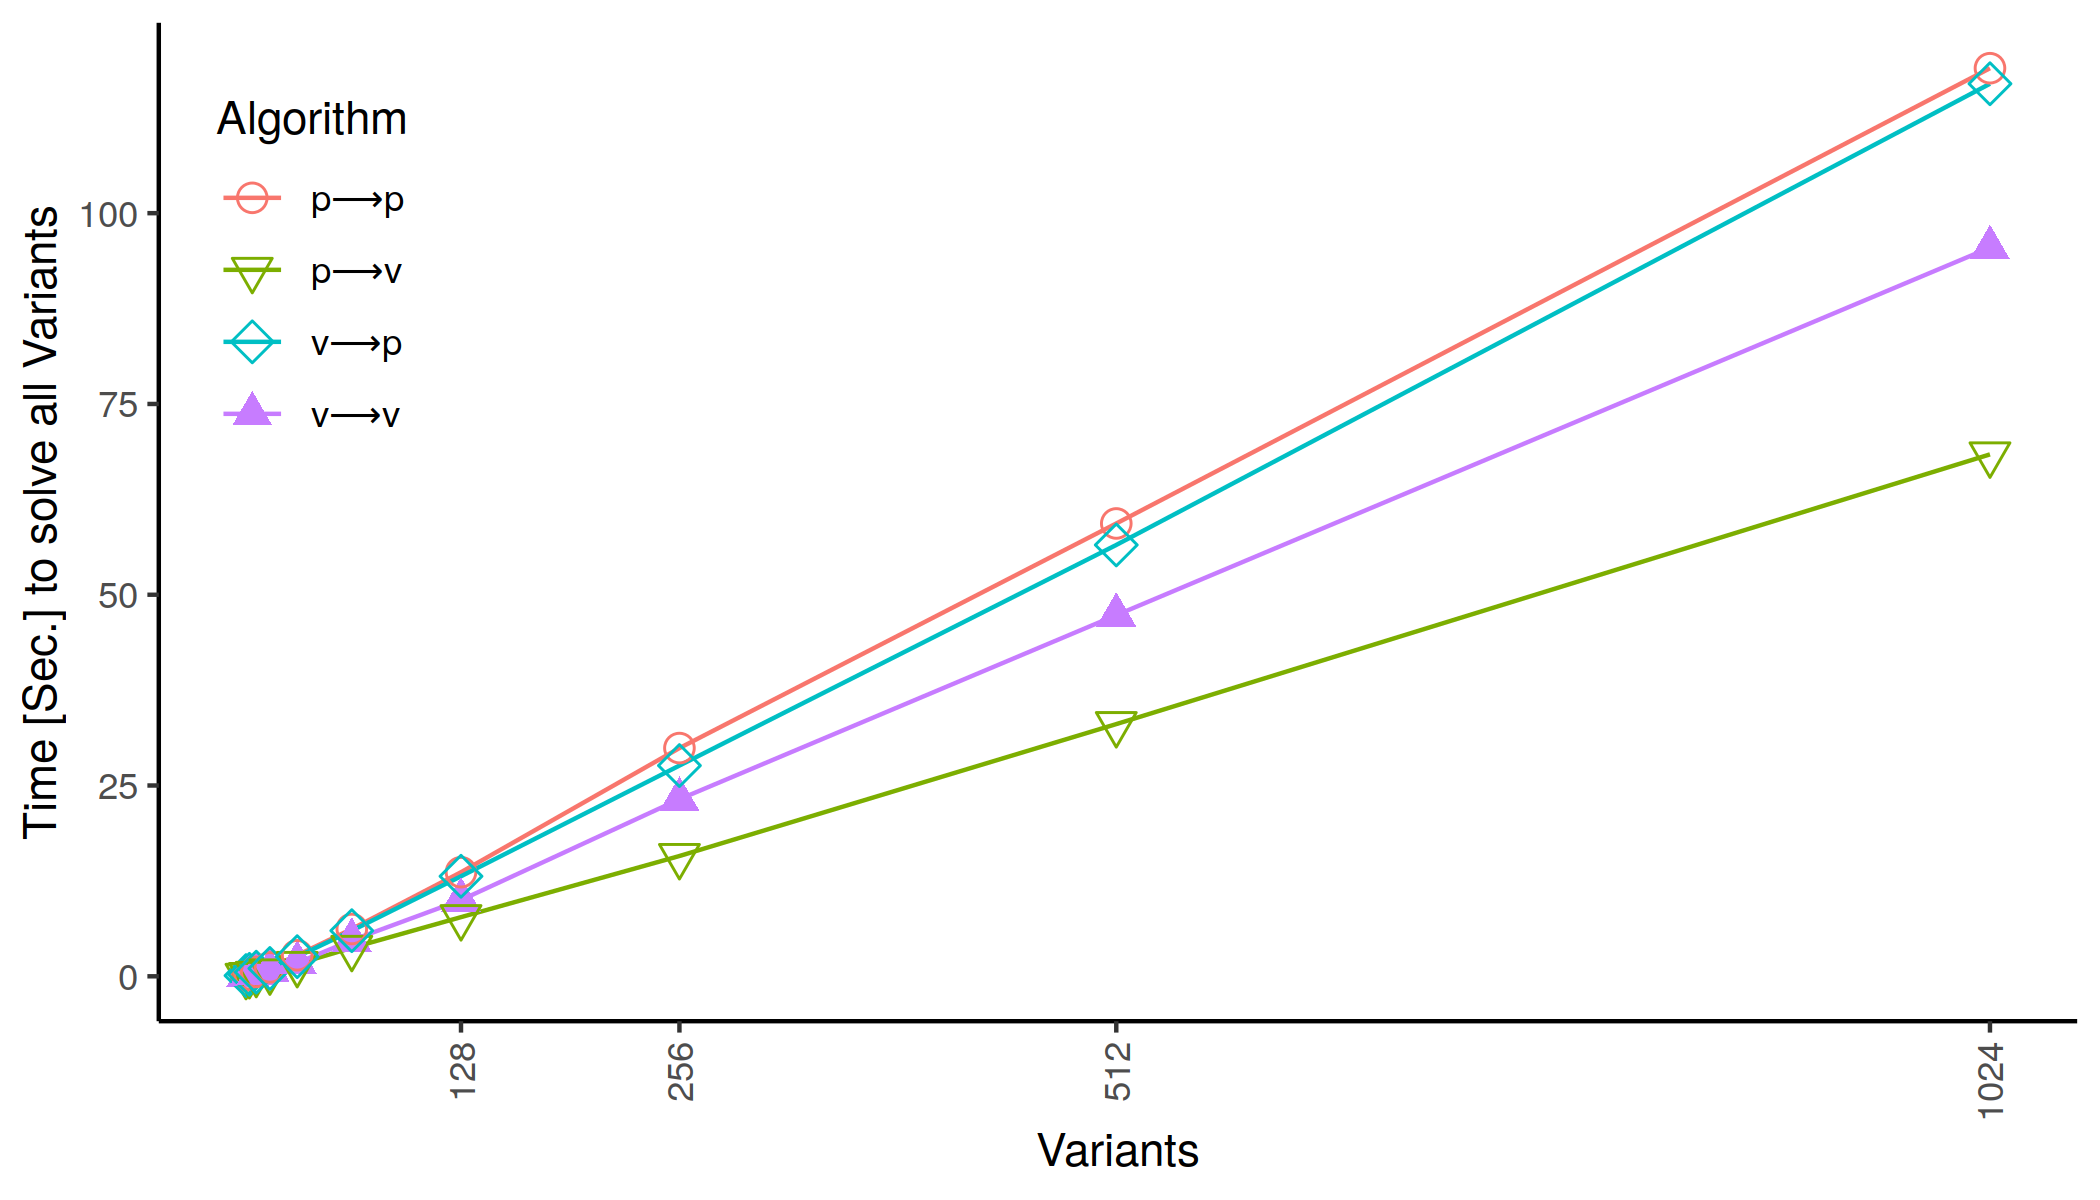 Algorithm
p⟶p
p⟶v
v⟶p
v⟶v
Time [Sec.] to solve all Variants
100
75
50
25
0
128
256
512
1024
Variants